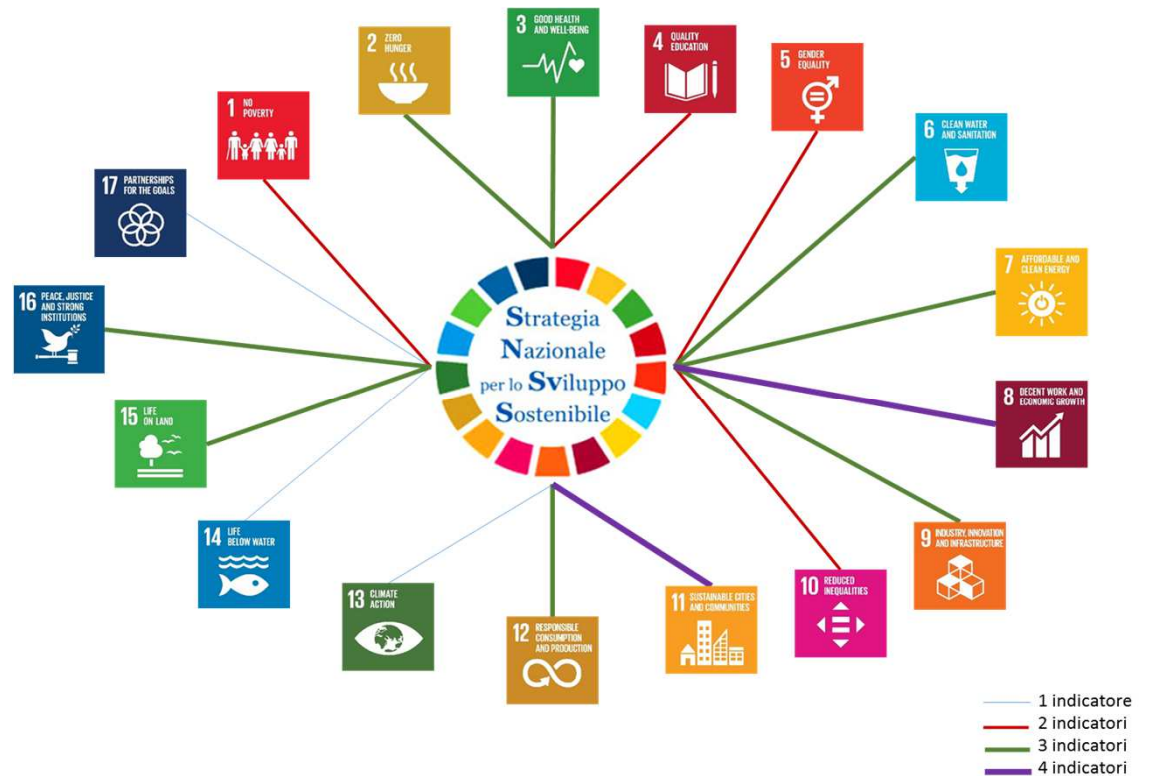 1 NO
POVERTY
2 ZERO
HUNGER
3 GOOD HEALTH
AND WELL-BEING
4 QUALITY
EDUCATION
5 GENDER
EQUALITY
6 CLEAN WATER
AND SANITATION
7 AFFORDABLE AND
CLEAN ENERGY
8 DECENT WORK AND
ECONOMIC GROWTH
9 INDUSTRY, INNOVATION
AND INFRASTRUCTURE
10 REDUCED
INEQUALITIES
11 SUSTAINABLE CITIES
AND COMMUNITIES
12 RESPONSIBLE
CONSUMPTION
AND PRODUCTION
13 CLIMATE
ACTION
14 LIFE
BELOW WATER
15 LIFE
ON LAND
16 PEACE, JUSTICE
AND STRONG
INSTITUTIONS
17 PARTNERSHIPS
FOR THE GOALS
Strategia
Nazionale
per lo SViluppo
Sostenibile
1 indicatore
2 indicatori
3 indicatori
4 indicatori